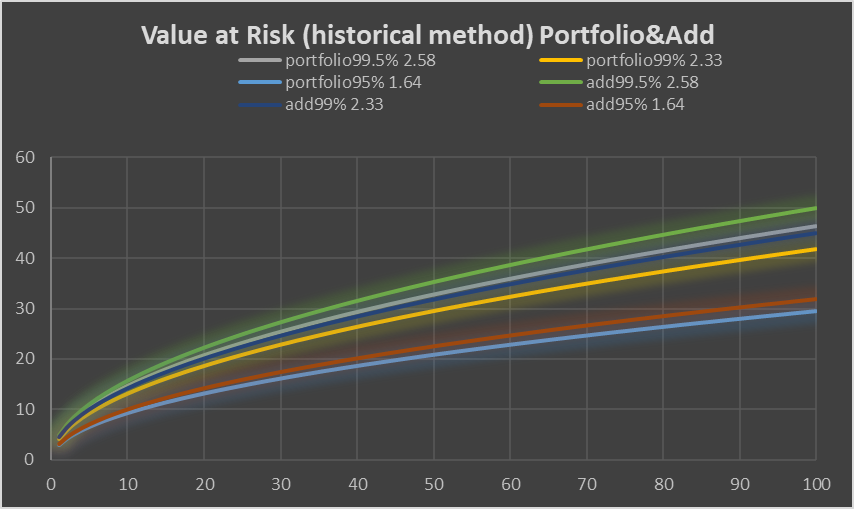 Value at Risk (historical method) Portfolio&Add
portfolio99.5% 2.58 portfolio99% 2.33
portfolio95% 1.64 add99.5% 2.58
add99% 2.33 add95% 1.64
60
50
40
30
20
10
0
0 10 20 30 40 50 60 70 80 90 100